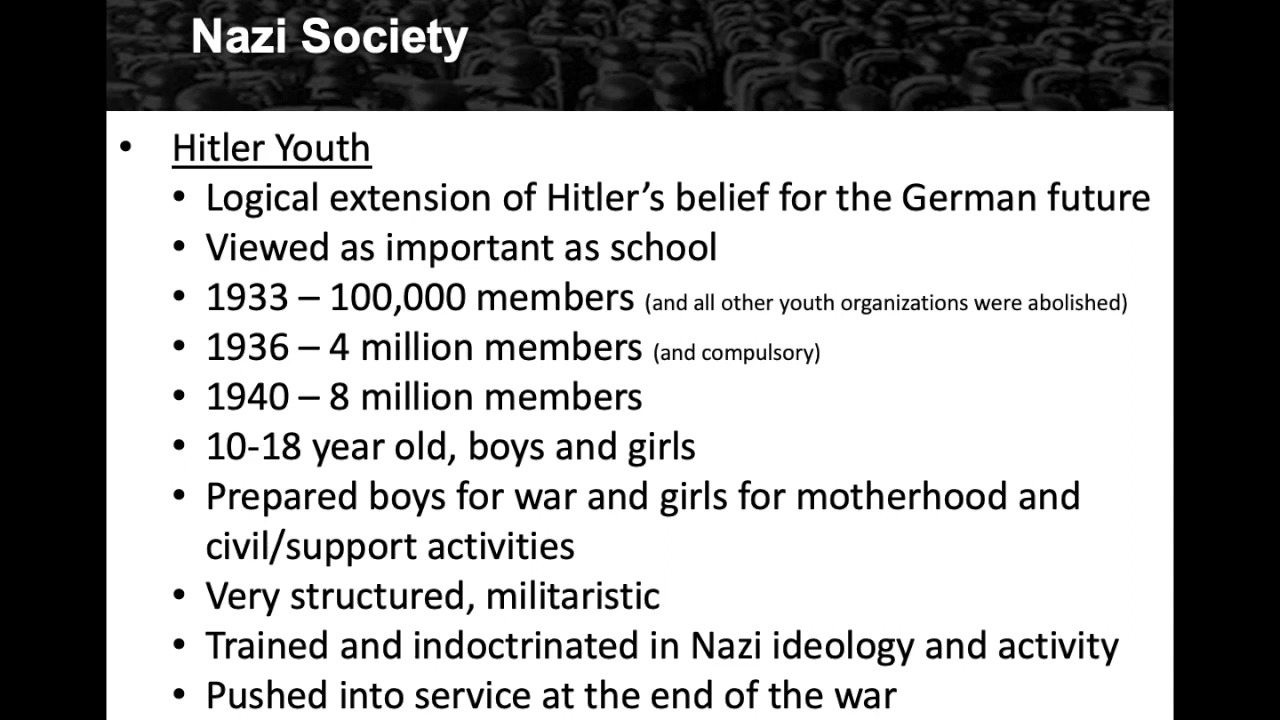 Nazi Society
• Hitler Youth
• Logical extension of Hitler’s belief for the German future
• Viewed as important as school
• 1933 – 100,000 members (and all other youth organizations were abolished)
• 1936 – 4 million members (and compulsory)
• 1940 – 8 million members
• 10-18 year old, boys and girls
• Prepared boys for war and girls for motherhood and
civil/support activities
• Very structured, militaristic
• Trained and indoctrinated in Nazi ideology and activity
• Pushed into service at the end of the war